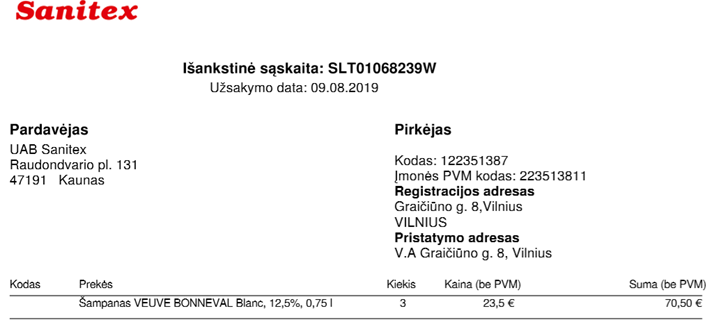 Sanitex
Išankstinė sąskaita: SLT01068239W
Užsakymo data: 09.08.2019
Pardavėjas
UAB Sanitex
Raudondvario pl. 131
47191 Kaunas
Pirkėjas
Kodas: 122351387
Įmonės PVM kodas: 223513811
Registracijos adresas
Graičiūno g. 8,Vilnius
VILNIUS
Pristatymo adresas
V.A Graičiūno g. 8, Vilnius
Kodas Prekės Kiekis Kaina (be PVM) Suma (be PVM)
Šampanas VEUVE BONNEVAL Blanc, 12,5%, 0,75 l 3 23,5 € 70,50 €